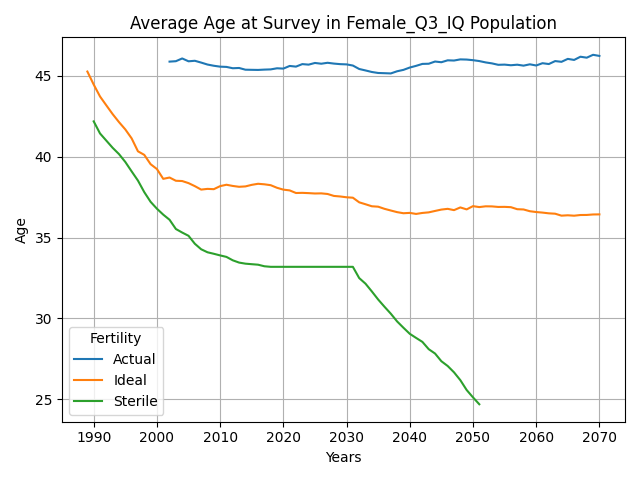 Average Age at Survey in Female_Q3_IQ Population
Age
45
40
35
30
25
Fertility
Actual
Ideal
Sterile
1990 2000 2010 2020 2030 2040 2050 2060 2070
Years